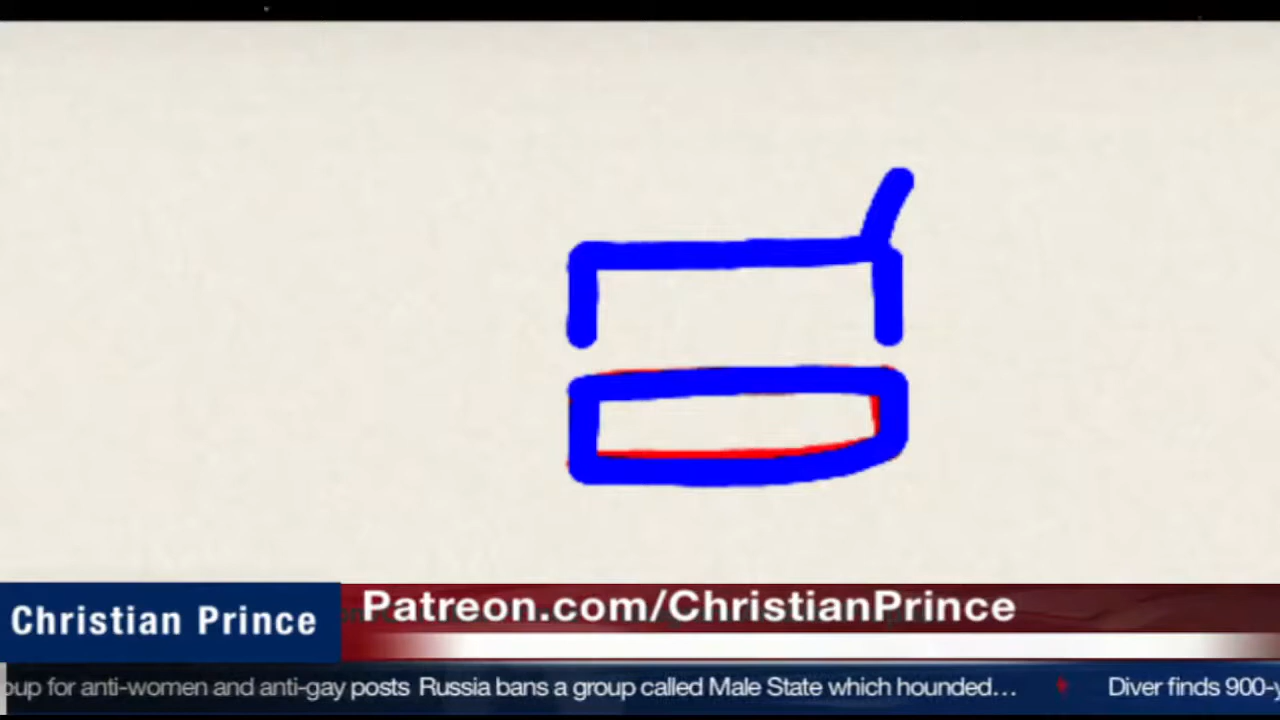 Christian Prince
Patreon.com/ChristianPrince
oup for anti-women and anti-gay posts Russia bans a group called Male State which hounded... Diver finds 900-y